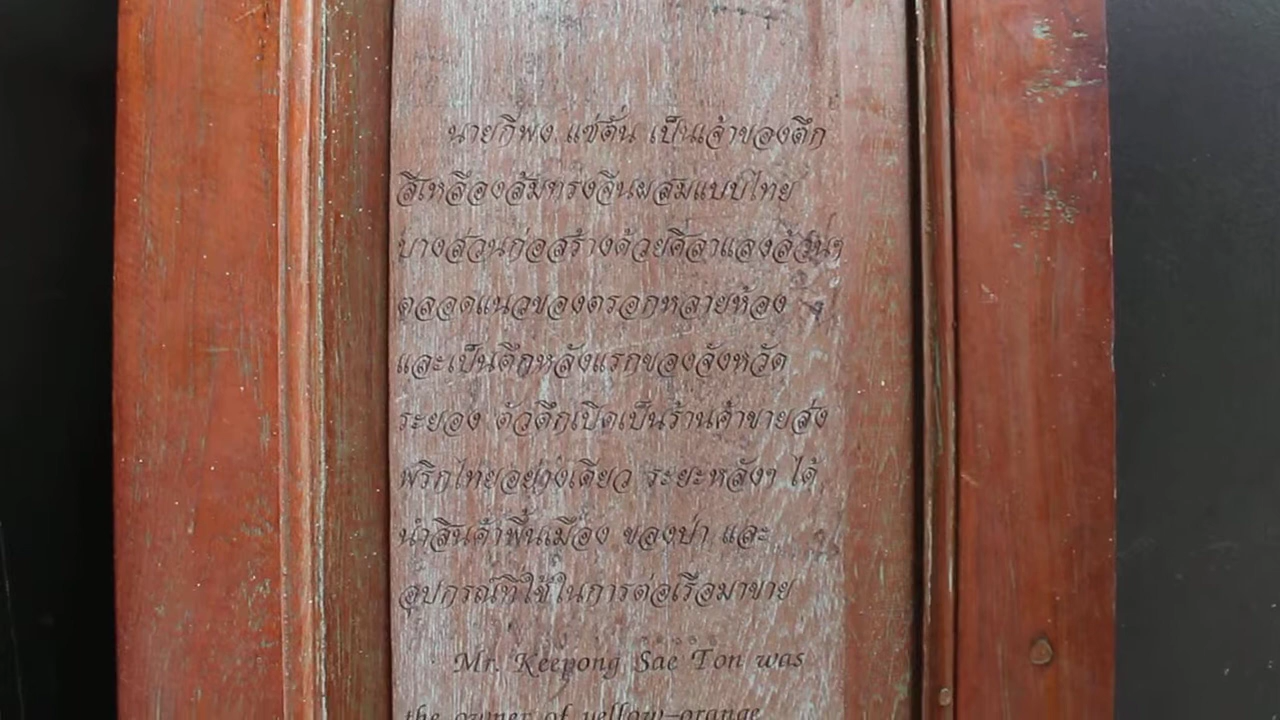 นายกี่พง แซ่ตั๋น เป็นเจ้าของตึก
สีเหลืองส้มทรงจีนผสมแบบไทย
บางส่วนก่อสร้างด้วยศิลาแลงล้วนๆ
ตลอดแนวของตรอกหลายห้อง
และเป็นตึกหลังแรกของจังหวัด
ระยอง ตัวตึกเปิดเป็นร้านค้าขายส่ง
พริกไทยอย่างเดียว ระยะหลังๆ ได้
นำสินค้าพื้นเมือง ของป่า และ
อุปกรณ์ที่ใช้ในการต่อเรือมาขาย
Mr. Keepong Sae Ton was
the owner of yellow-orange